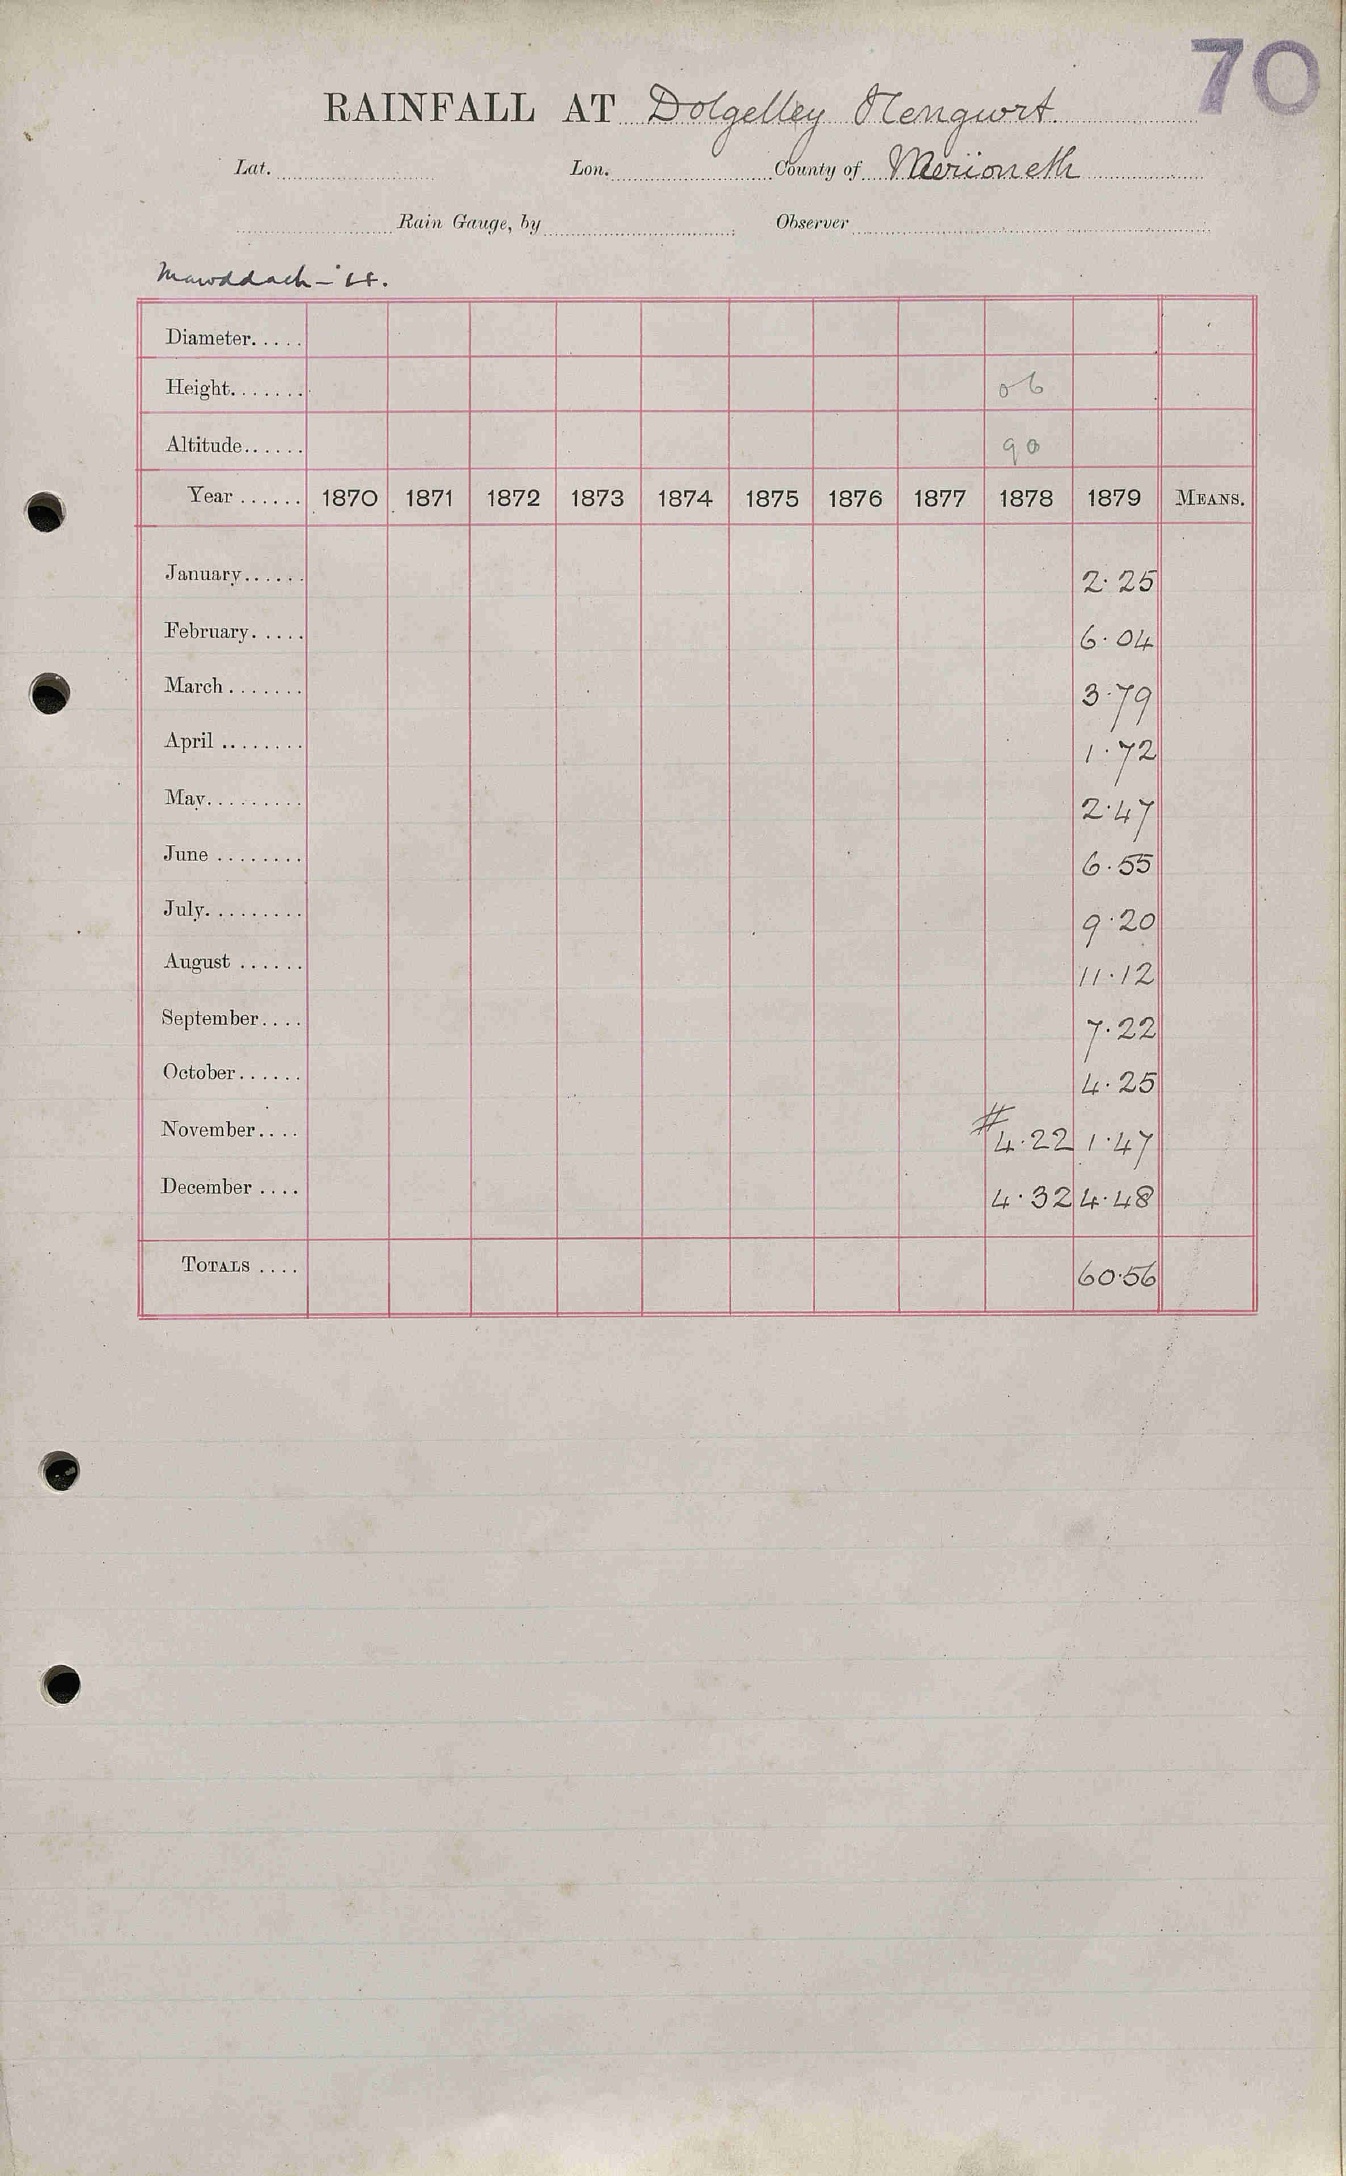 70
RAINFALL AT Dolgelley Hengwrt.
Lat. Lon. County of Merioneth
Rain Gauge, by Observer
Mawddach -
Diameter.....
Height....... 06
Altitude...... 90
Year ...... 1870 1871 1872 1873 1874 1875 1876 1877 1878 1879 MEANS.
January...... 2.25
February..... 6.04
March ....... 3.79
April ........ 1.72
May......... 2.47
June ........ 6.55
July......... 9.20
August ...... 11.12
September.... 7.22
October...... 4.25
November.... # 4.22 1.47
December .... 4.32 4.48
TOTALS .... 60.56